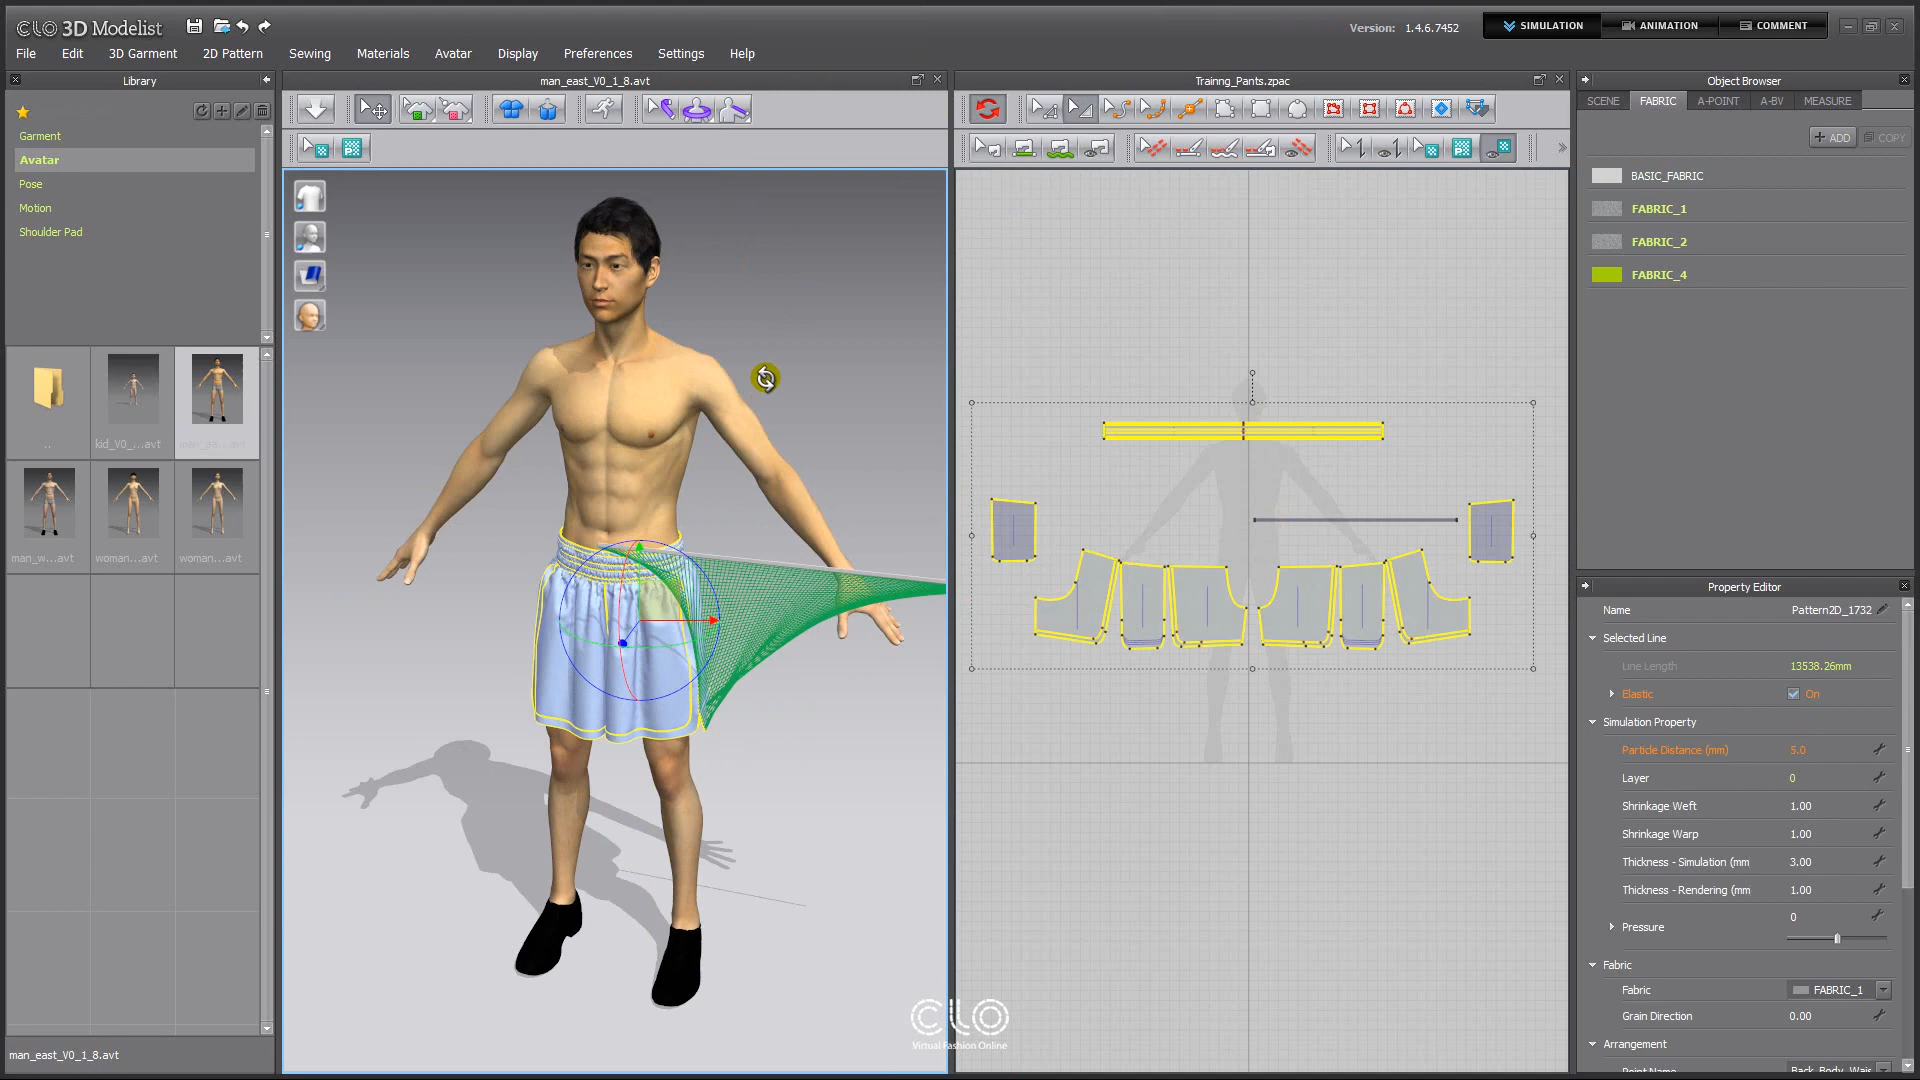 CLO 3D Modelist
Version: 1.4.6.7452
SIMULATION
ANIMATION
COMMENT
File Edit 3D Garment 2D Pattern Sewing Materials Avatar Display Preferences Settings Help
Library
man_east_V0_1_8.avt
Trainng_Pants.zpac
Object Browser
SCENE FABRIC A-POINT A-BV MEASURE
Garment
Avatar
Pose
Motion
Shoulder Pad
+ ADD
COPY
BASIC_FABRIC
FABRIC_1
FABRIC_2
FABRIC_4
..
kid_V0_...avt
man_w...avt
woman...avt
woman...avt
Property Editor
Name Pattern2D_1732
Selected Line
Line Length 13538.26mm
Elastic On
Simulation Property
Particle Distance (mm) 5.0
Layer 0
Shrinkage Weft 1.00
Shrinkage Warp 1.00
Thickness - Simulation (mm 3.00
Thickness - Rendering (mm 1.00
Pressure 0
Fabric
Fabric FABRIC_1
Grain Direction 0.00
Arrangement
CLO
Virtual Fashion Online
man_east_V0_1_8.avt